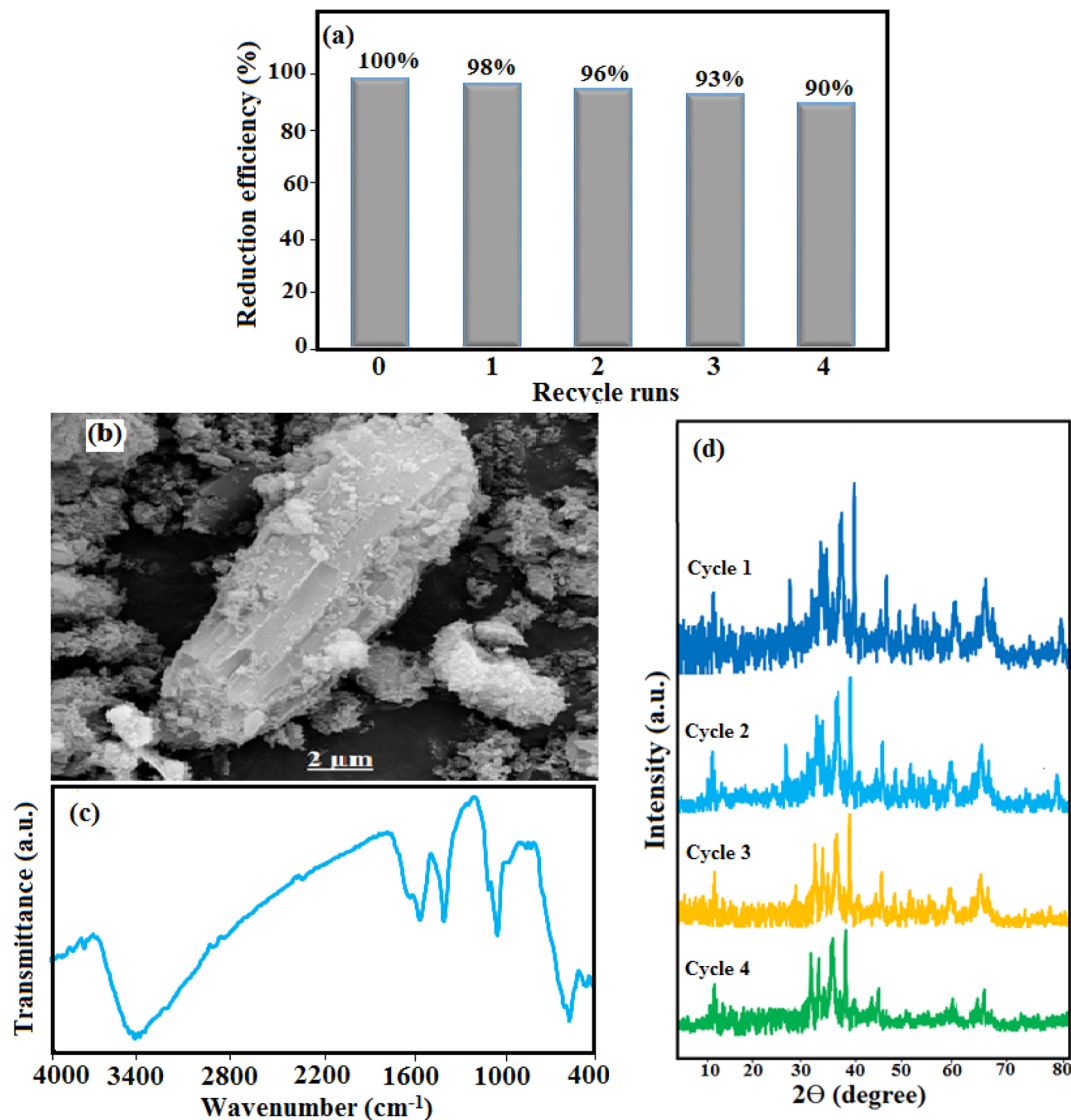 (a)
Reduction efficiency (%)
100
80
60
40
20
0
100%
98%
96%
93%
90%
0 1 2 3 4
Recycle runs
(b)
2 μm
(c)
Transmittance (a.u.)
4000 3400 2800 2200 1600 1000 400
Wavenumber (cm⁻¹)
(d)
Intensity (a.u.)
Cycle 1
Cycle 2
Cycle 3
Cycle 4
10 20 30 40 50 60 70 80
2Θ (degree)